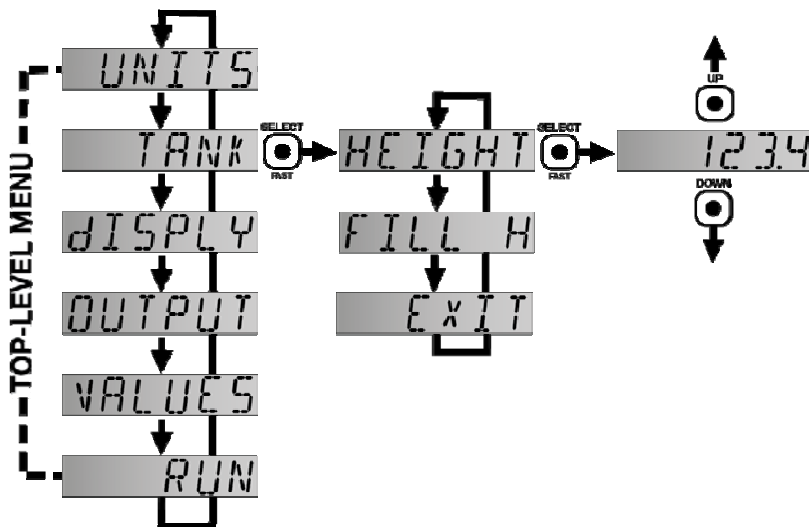 TOP-LEVEL MENU
UNITS
TANK
dISPLY
OUTPUT
VALUES
RUN
SELECT
FAST
HEIGHT
FILL H
ExIT
SELECT
FAST
UP
123.4
DOWN